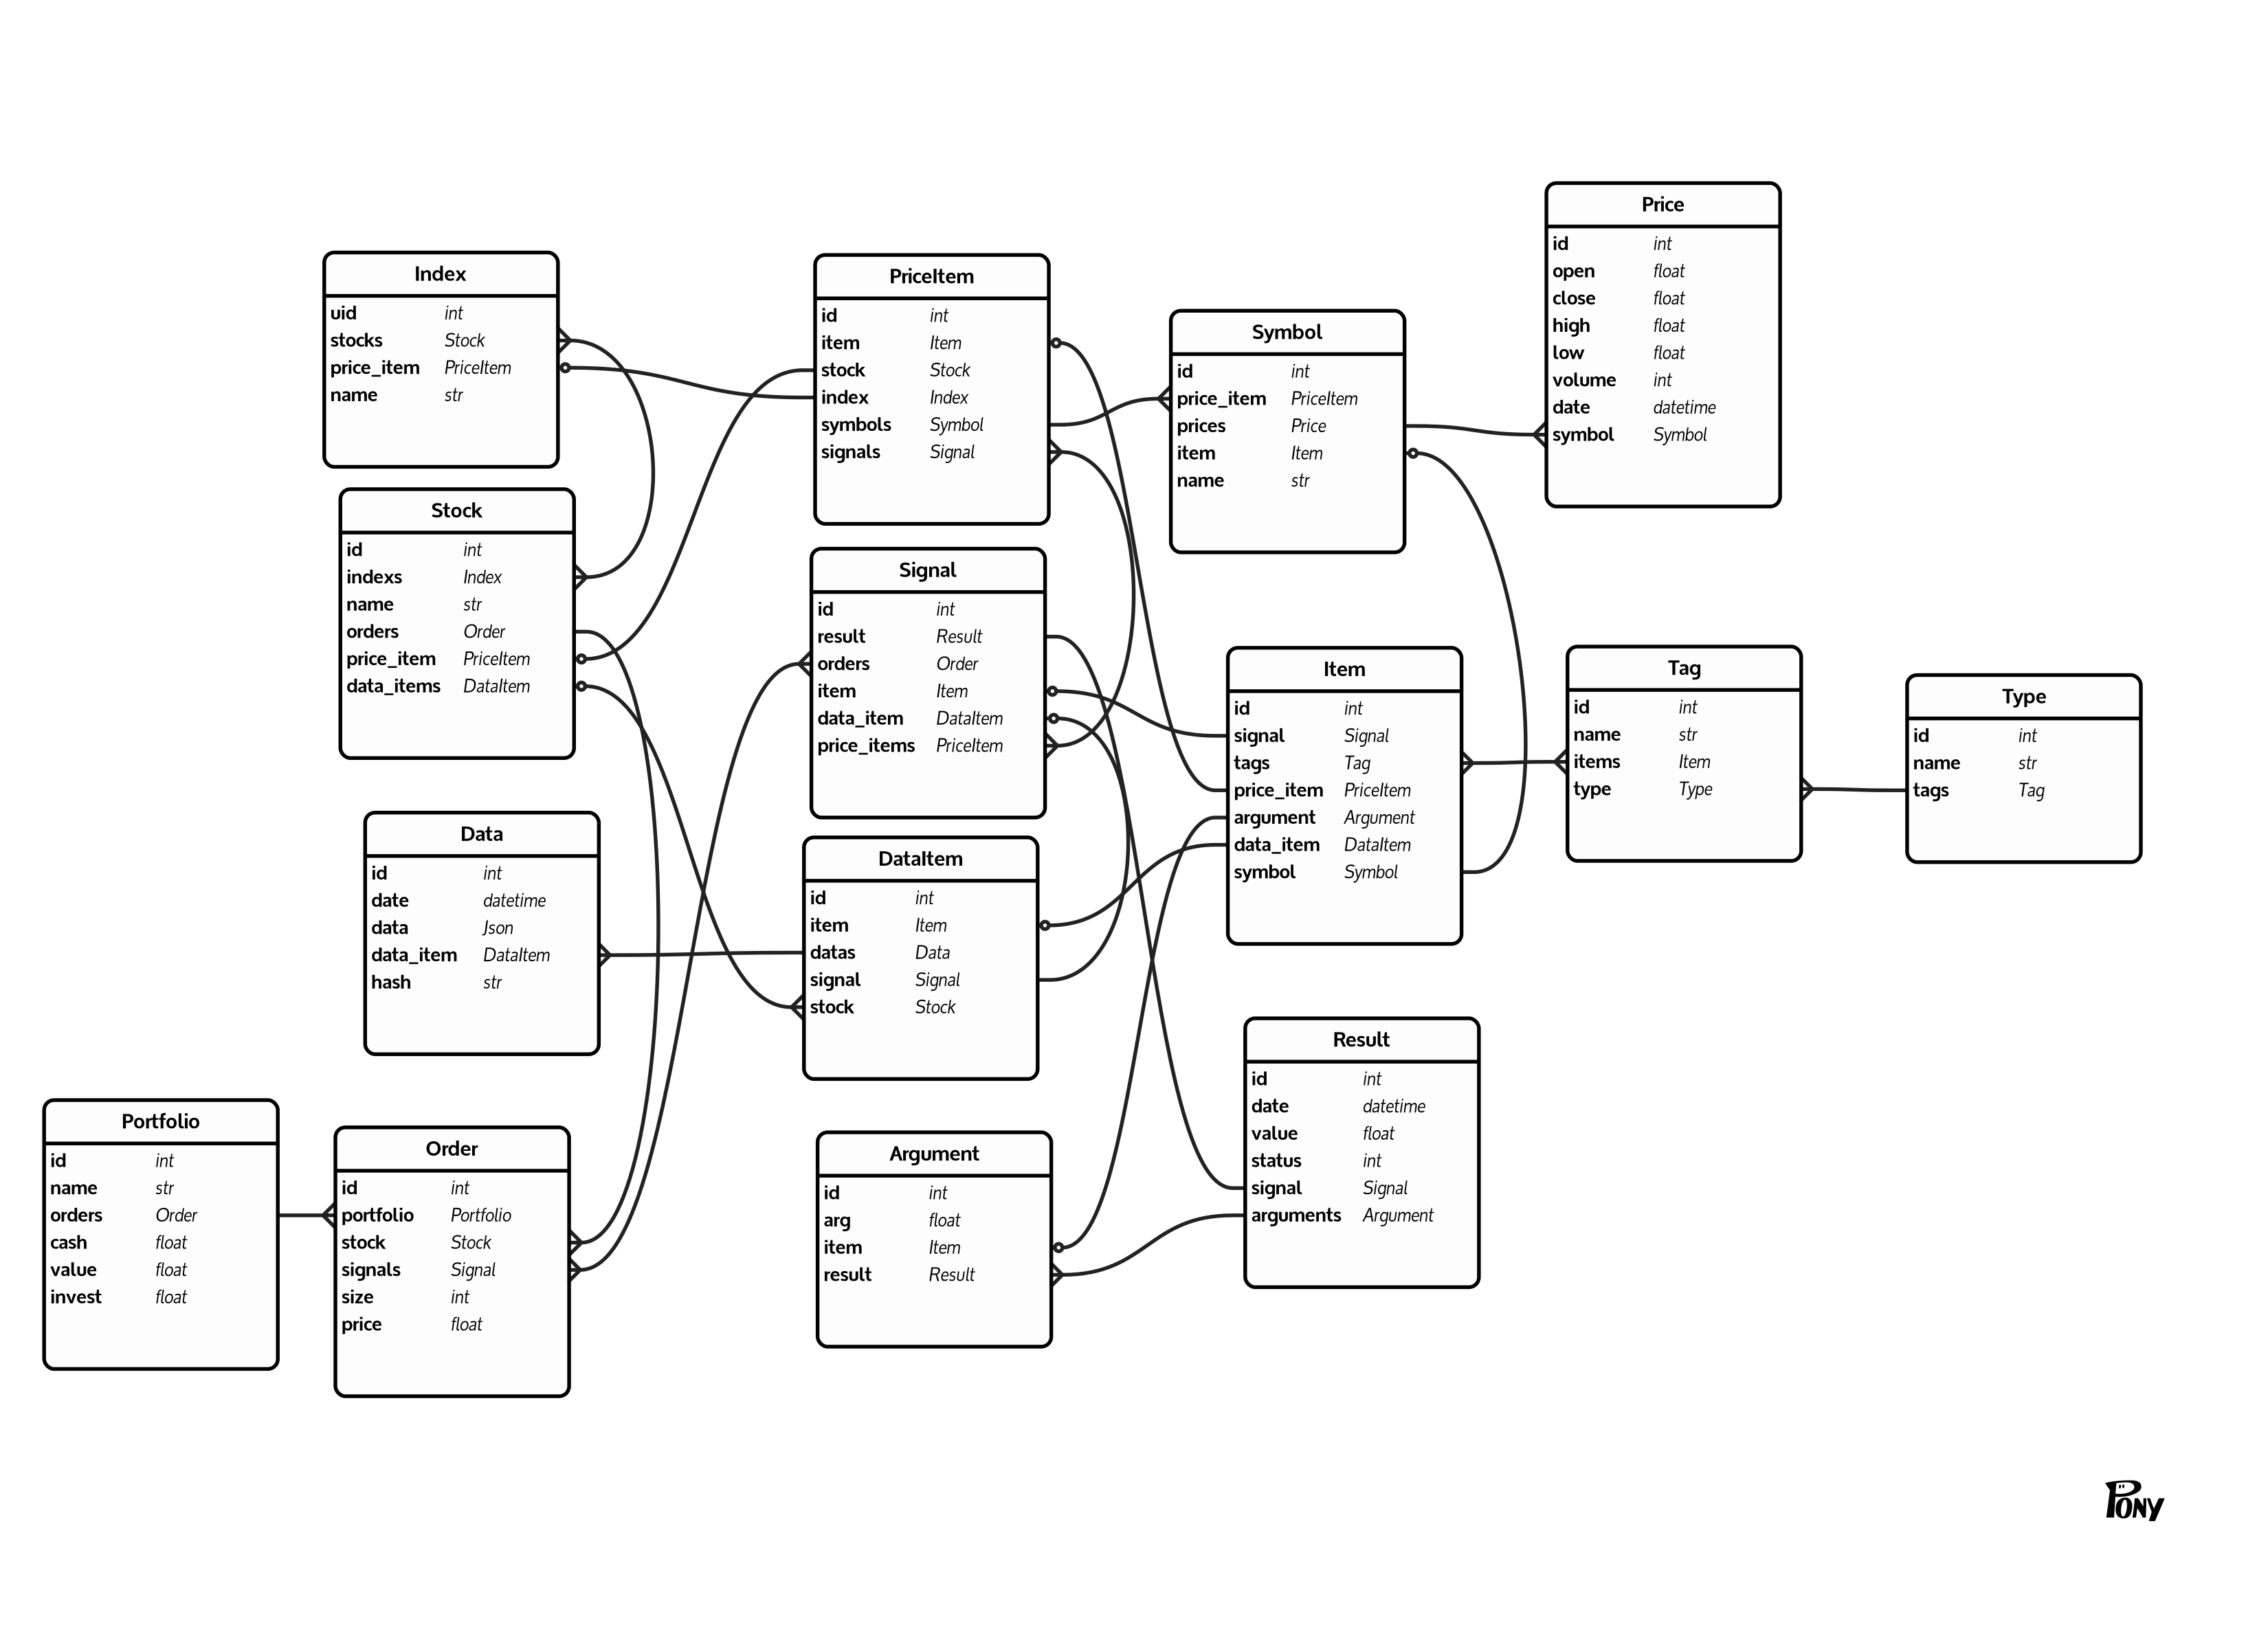 Index
uid int
stocks Stock
price_item PriceItem
name str
Stock
id int
indexs Index
name str
orders Order
price_item PriceItem
data_items DataItem
Data
id int
date datetime
data Json
data_item DataItem
hash str
Portfolio
id int
name str
orders Order
cash float
value float
invest float
Order
id int
portfolio Portfolio
stock Stock
signals Signal
size int
price float
PriceItem
id int
item Item
stock Stock
index Index
symbols Symbol
signals Signal
Signal
id int
result Result
orders Order
item Item
data_item DataItem
price_items PriceItem
DataItem
id int
item Item
datas Data
signal Signal
stock Stock
Argument
id int
arg float
item Item
result Result
Symbol
id int
price_item PriceItem
prices Price
item Item
name str
Item
id int
signal Signal
tags Tag
price_item PriceItem
argument Argument
data_item DataItem
symbol Symbol
Result
id int
date datetime
value float
status int
signal Signal
arguments Argument
Price
id int
open float
close float
high float
low float
volume int
date datetime
symbol Symbol
Tag
id int
name str
items Item
type Type
Type
id int
name str
tags Tag
PONY